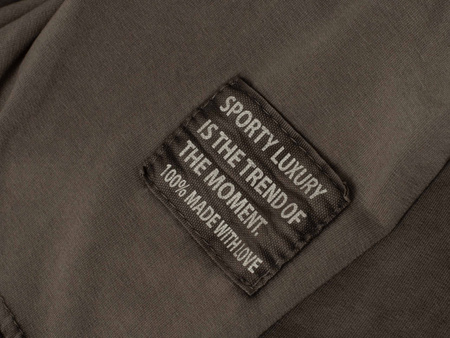 SPORTY LUXURY
IS THE TREND OF
THE MOMENT.
100% MADE WITH LOVE